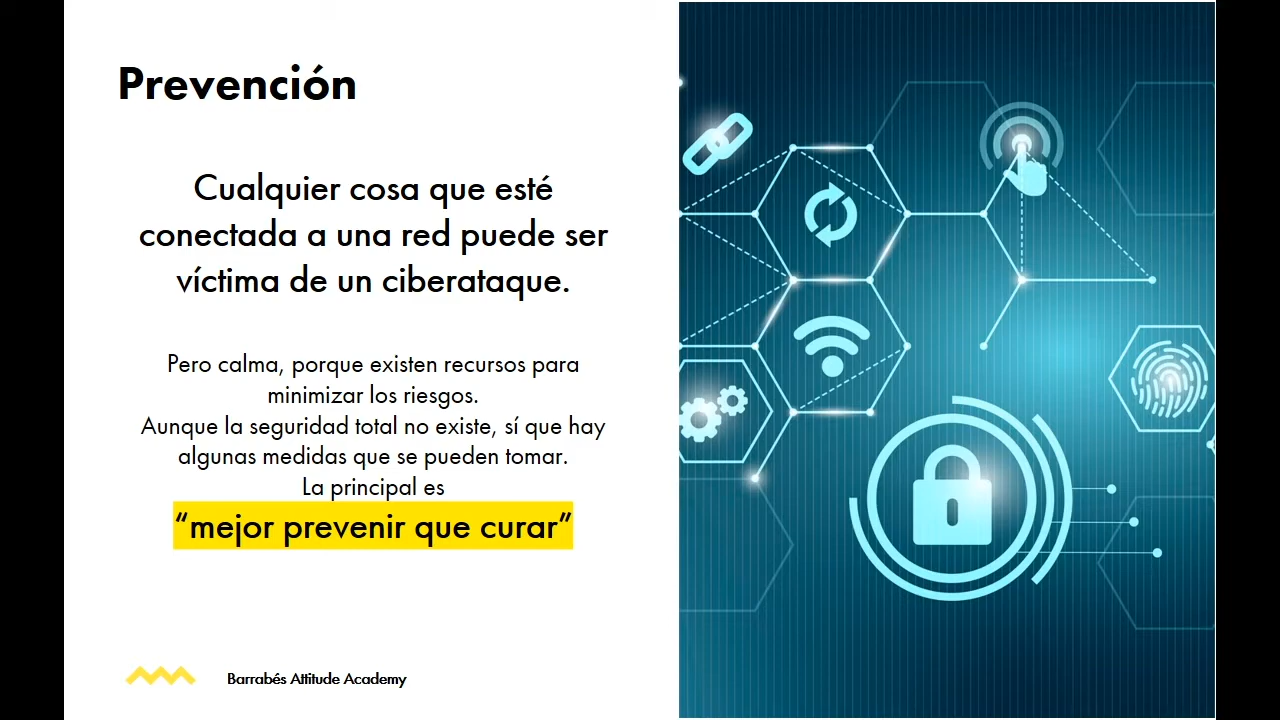 Prevención
Cualquier cosa que esté
conectada a una red puede ser
víctima de un ciberataque.
Pero calma, porque existen recursos para
minimizar los riesgos.
Aunque la seguridad total no existe, sí que hay
algunas medidas que se pueden tomar.
La principal es
“mejor prevenir que curar”
Barrabés Attitude Academy